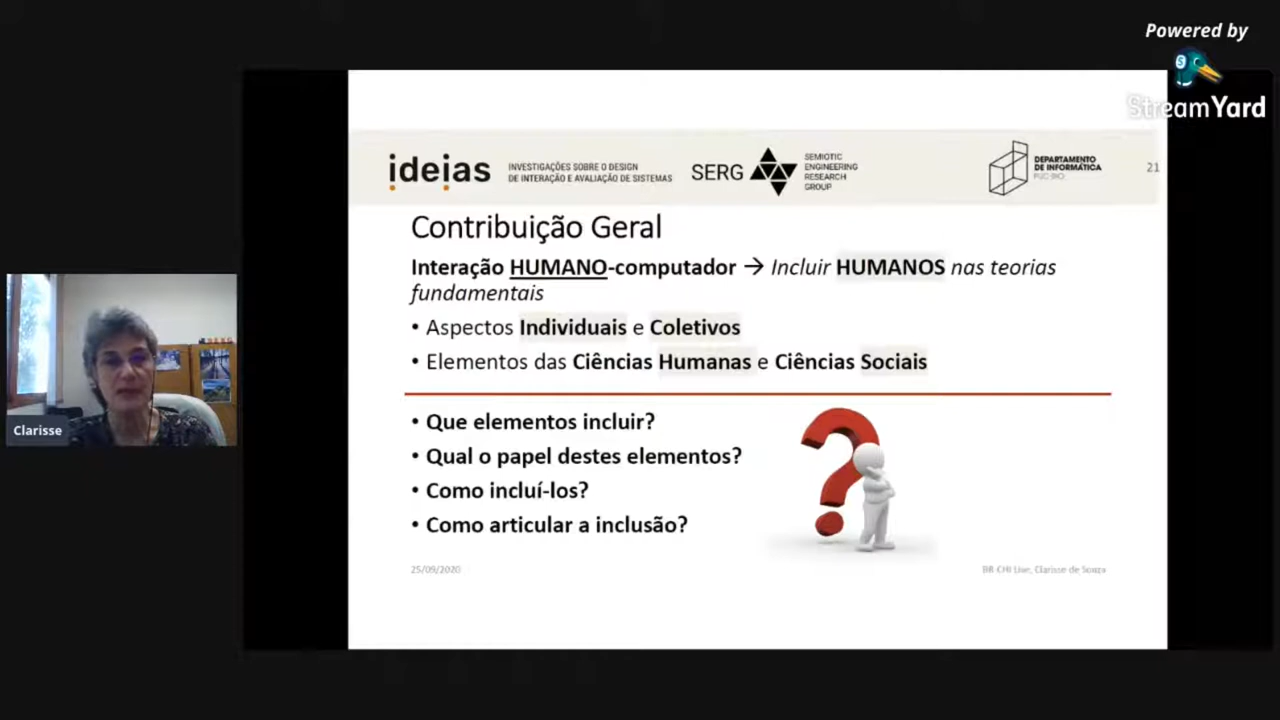 Powered by
StreamYard
ideias
INVESTIGAÇÕES SOBRE O DESIGN
DE INTERAÇÃO E AVALIAÇÃO DE SISTEMAS
SERG
SEMIOTIC
ENGINEERING
RESEARCH
GROUP
DEPARTAMENTO
DE INFORMÁTICA
PUC-RIO
21
Contribuição Geral
Interação HUMANO-computador → Incluir HUMANOS nas teorias
fundamentais
• Aspectos Individuais e Coletivos
• Elementos das Ciências Humanas e Ciências Sociais
• Que elementos incluir?
• Qual o papel destes elementos?
• Como incluí-los?
• Como articular a inclusão?
25/09/2020
BR-CHI Live, Clarisse de Souza
Clarisse